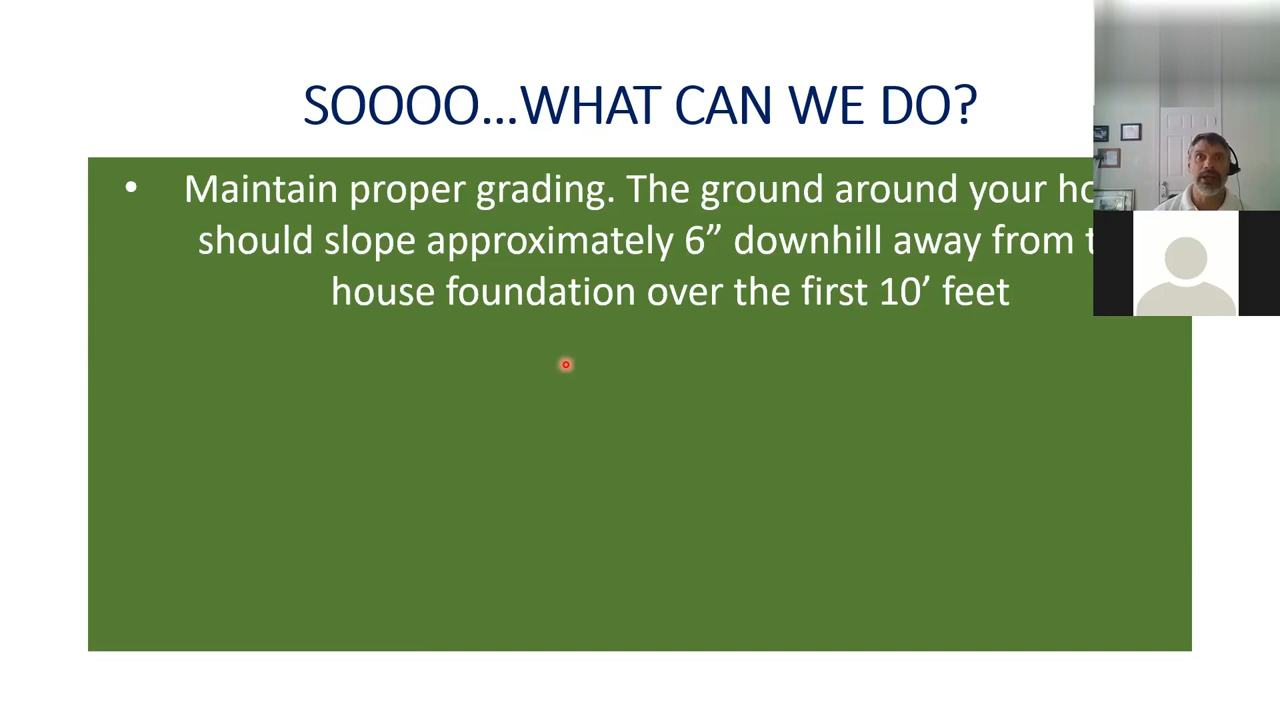 SOOOO...WHAT CAN WE DO?
• Maintain proper grading. The ground around your
should slope approximately 6” downhill away from
house foundation over the first 10’ feet